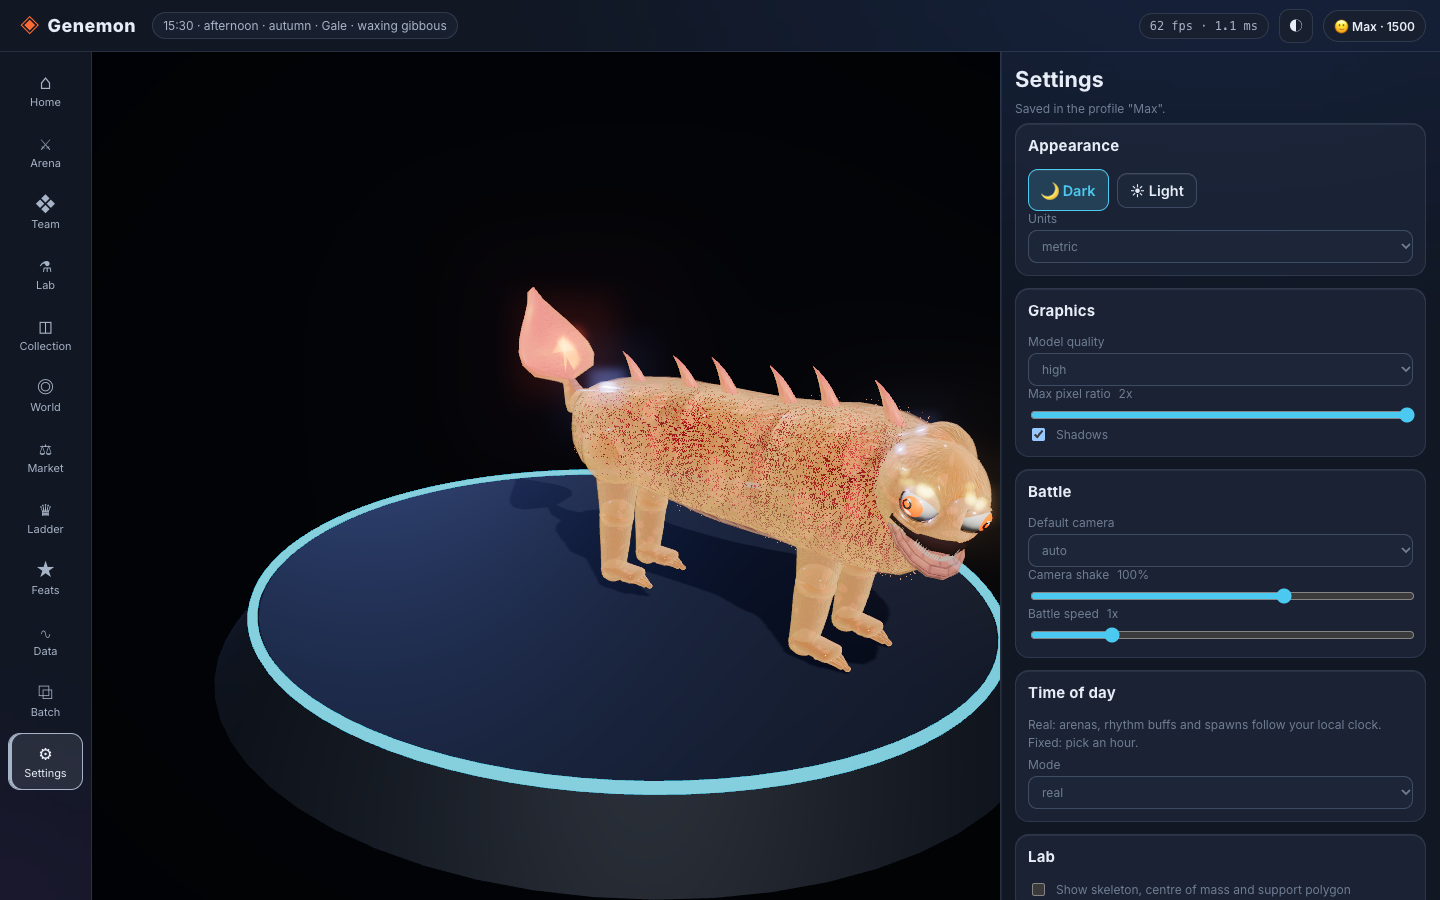 Genemon
15:30 · afternoon · autumn · Gale · waxing gibbous
62 fps · 1.1 ms
Max · 1500
Home
Arena
Team
Lab
Collection
World
Market
Ladder
Feats
Data
Batch
Settings
Settings
Saved in the profile "Max".
Appearance
Dark
Light
Units
metric
Graphics
Model quality
high
Max pixel ratio 2x
Shadows
Battle
Default camera
auto
Camera shake 100%
Battle speed 1x
Time of day
Real: arenas, rhythm buffs and spawns follow your local clock.
Fixed: pick an hour.
Mode
real
Lab
Show skeleton, centre of mass and support polygon